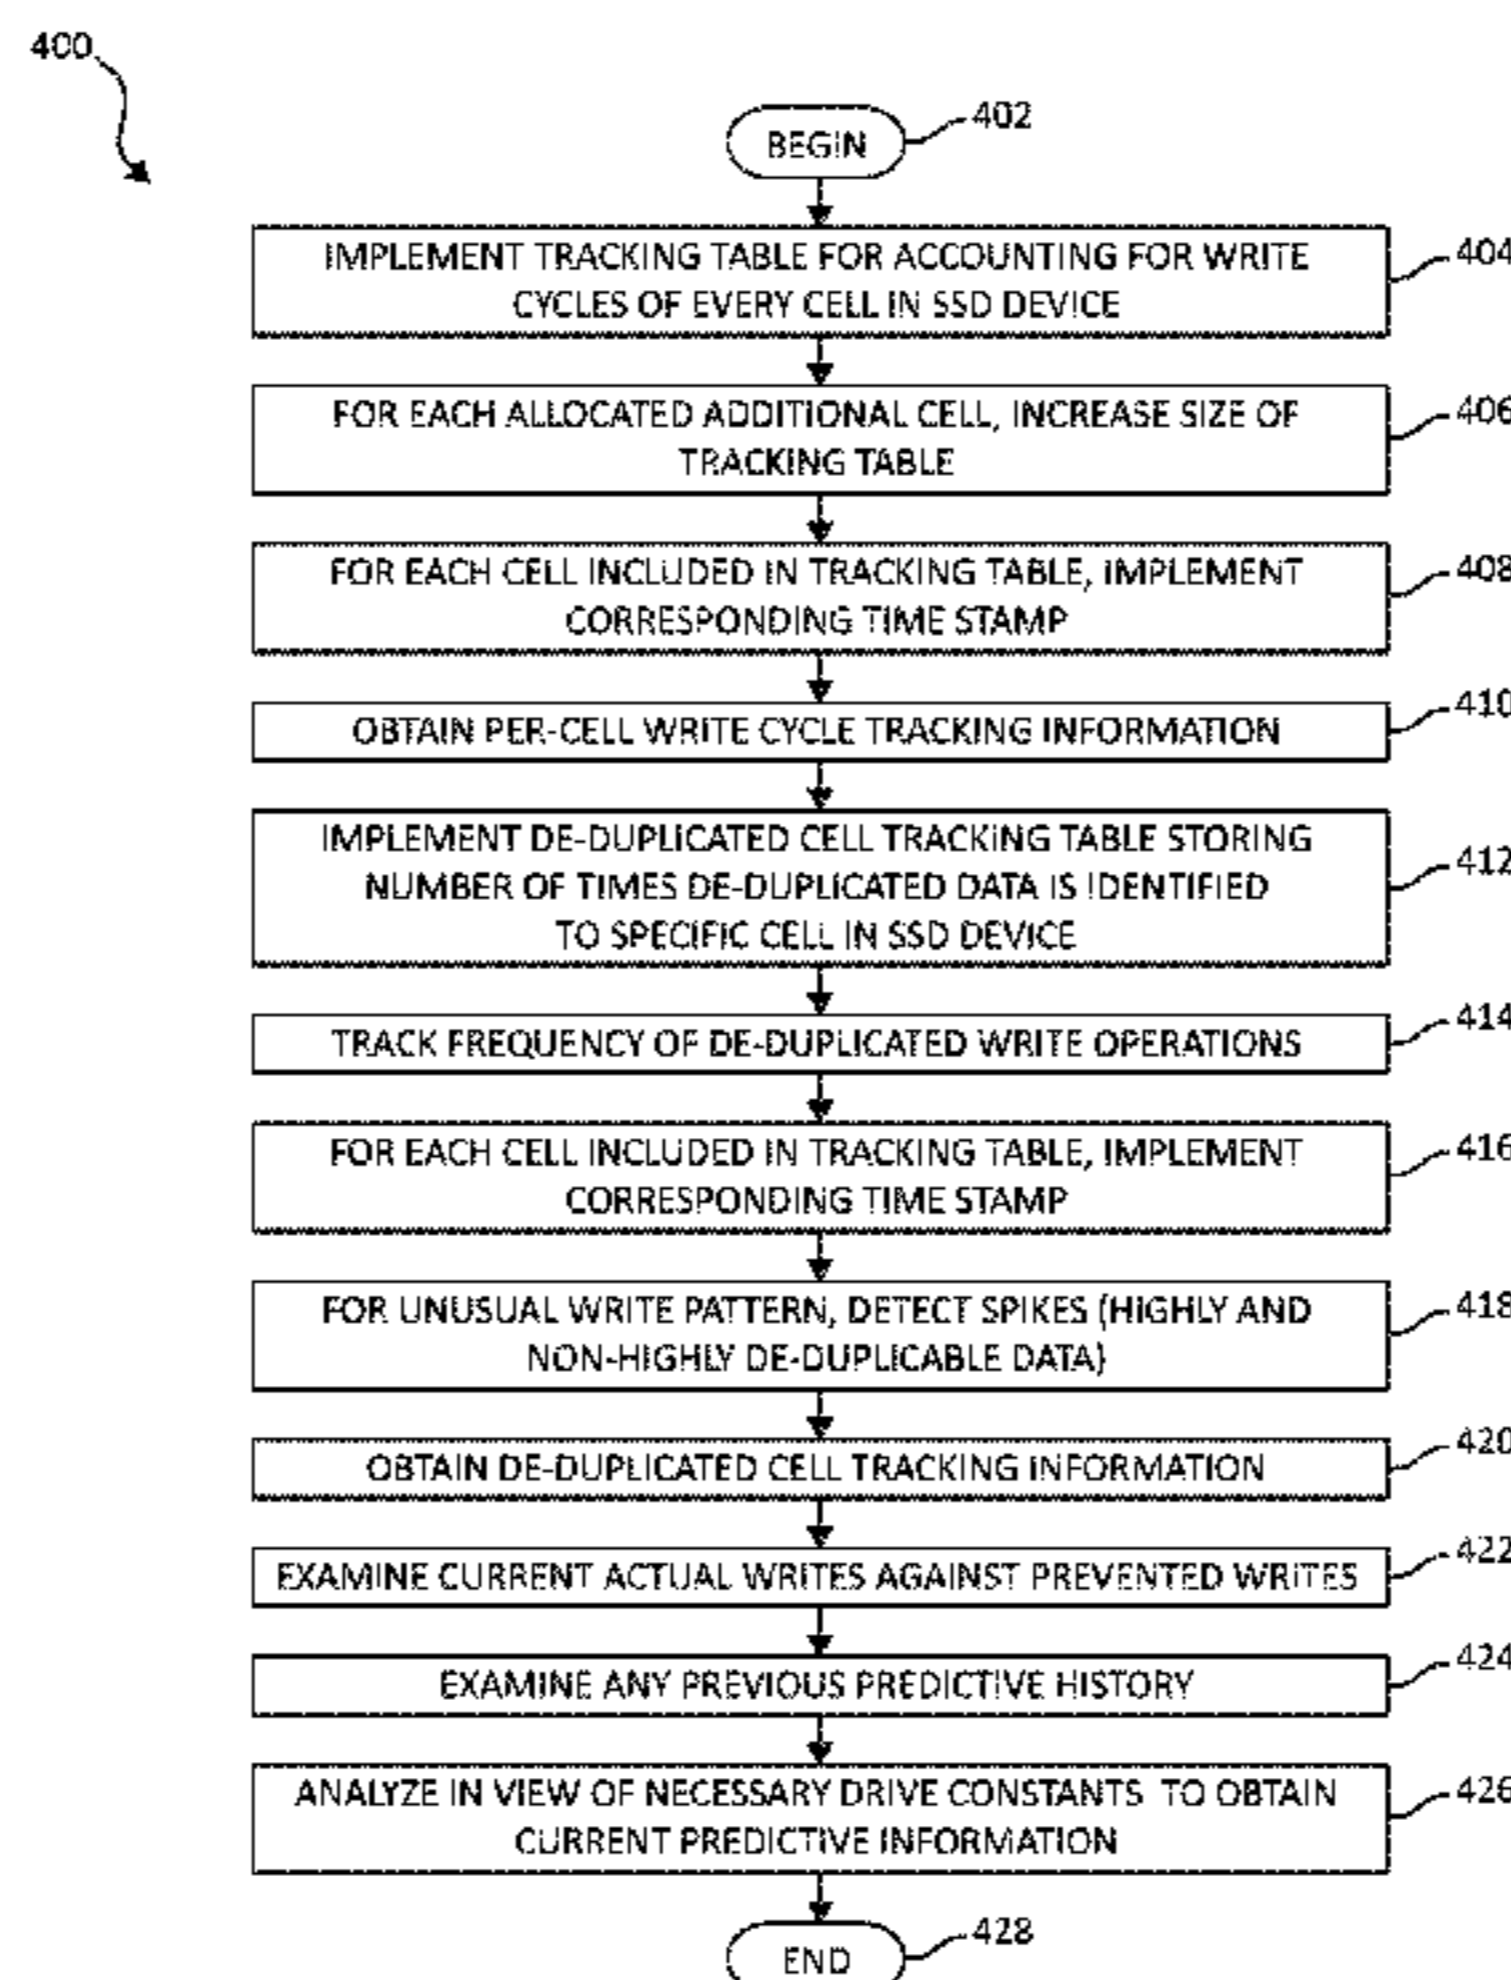 400
BEGIN
402
IMPLEMENT TRACKING TABLE FOR ACCOUNTING FOR WRITE
CYCLES OF EVERY CELL IN SSD DEVICE
404
FOR EACH ALLOCATED ADDITIONAL CELL, INCREASE SIZE OF
TRACKING TABLE
406
FOR EACH CELL INCLUDED IN TRACKING TABLE, IMPLEMENT
CORRESPONDING TIME STAMP
408
OBTAIN PER-CELL WRITE CYCLE TRACKING INFORMATION
410
IMPLEMENT DE-DUPLICATED CELL TRACKING TABLE STORING
NUMBER OF TIMES DE-DUPLICATED DATA IS IDENTIFIED
TO SPECIFIC CELL IN SSD DEVICE
412
TRACK FREQUENCY OF DE-DUPLICATED WRITE OPERATIONS
414
FOR EACH CELL INCLUDED IN TRACKING TABLE, IMPLEMENT
CORRESPONDING TIME STAMP
416
FOR UNUSUAL WRITE PATTERN, DETECT SPIKES (HIGHLY AND
NON-HIGHLY DE-DUPLICABLE DATA)
418
OBTAIN DE-DUPLICATED CELL TRACKING INFORMATION
420
EXAMINE CURRENT ACTUAL WRITES AGAINST PREVENTED WRITES
422
EXAMINE ANY PREVIOUS PREDICTIVE HISTORY
424
ANALYZE IN VIEW OF NECESSARY DRIVE CONSTANTS TO OBTAIN
CURRENT PREDICTIVE INFORMATION
426
END
428